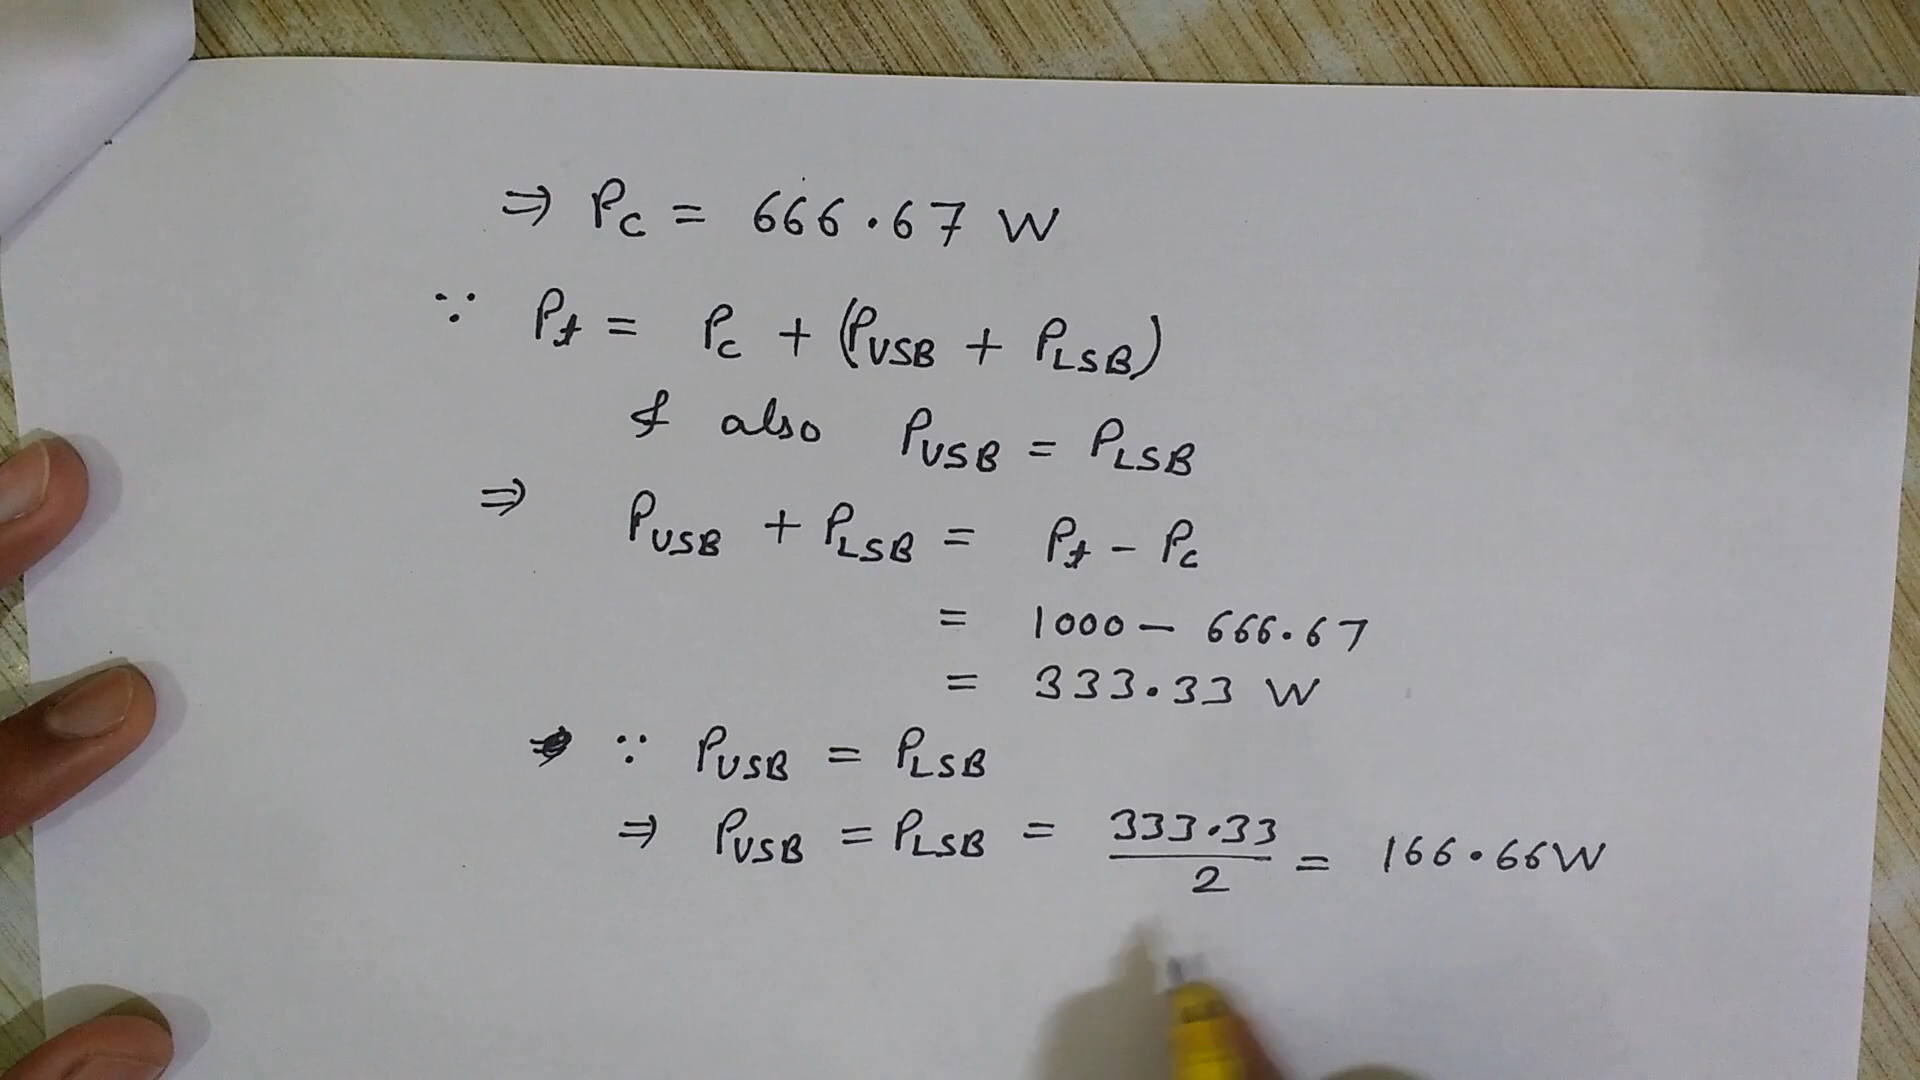 ⇒ Pc = 666.67 W
∵ Pt = Pc + (PUSB + PLSB)
& also PUSB = PLSB
⇒ PUSB + PLSB = Pt - Pc
= 1000 - 666.67
= 333.33 W
∵ PUSB = PLSB
⇒ PUSB = PLSB = 333.33/2 = 166.66W